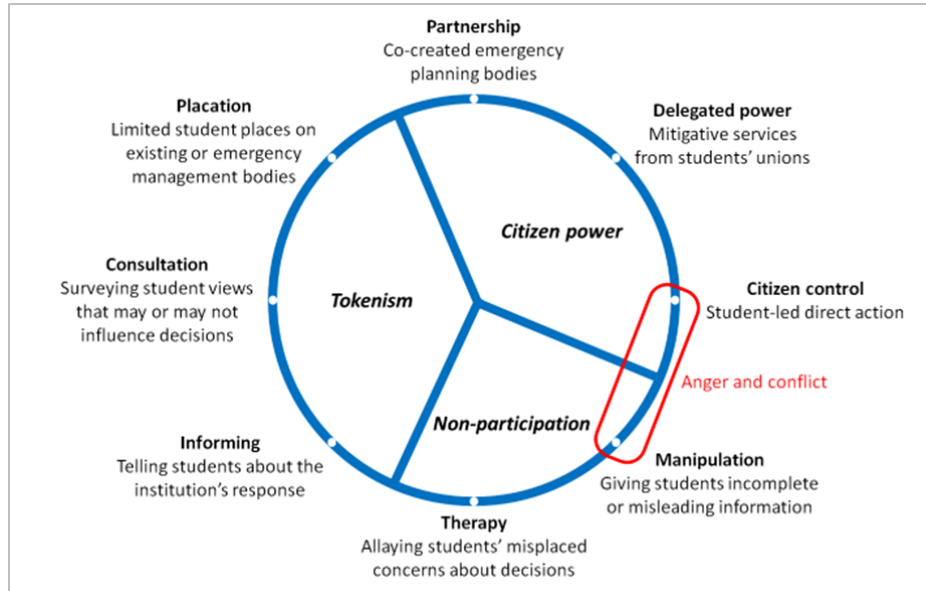 Partnership
Co-created emergency
planning bodies
Placation
Limited student places on
existing or emergency
management bodies
Delegated power
Mitigative services
from students’ unions
Citizen power
Consultation
Surveying student views
that may or may not
influence decisions
Tokenism
Citizen control
Student-led direct action
Anger and conflict
Non-participation
Informing
Telling students about the
institution’s response
Manipulation
Giving students incomplete
or misleading information
Therapy
Allaying students’ misplaced
concerns about decisions